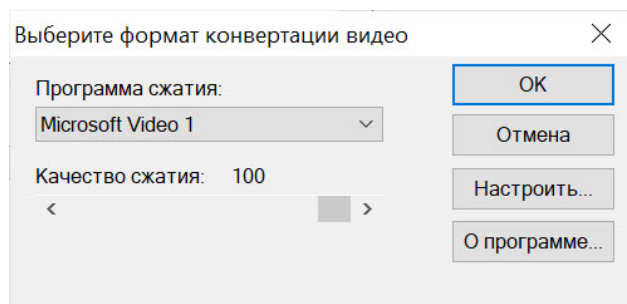 Выберите формат конвертации видео
Программа сжатия:
Microsoft Video 1
Качество сжатия: 100
OK
Отмена
Настроить...
О программе...